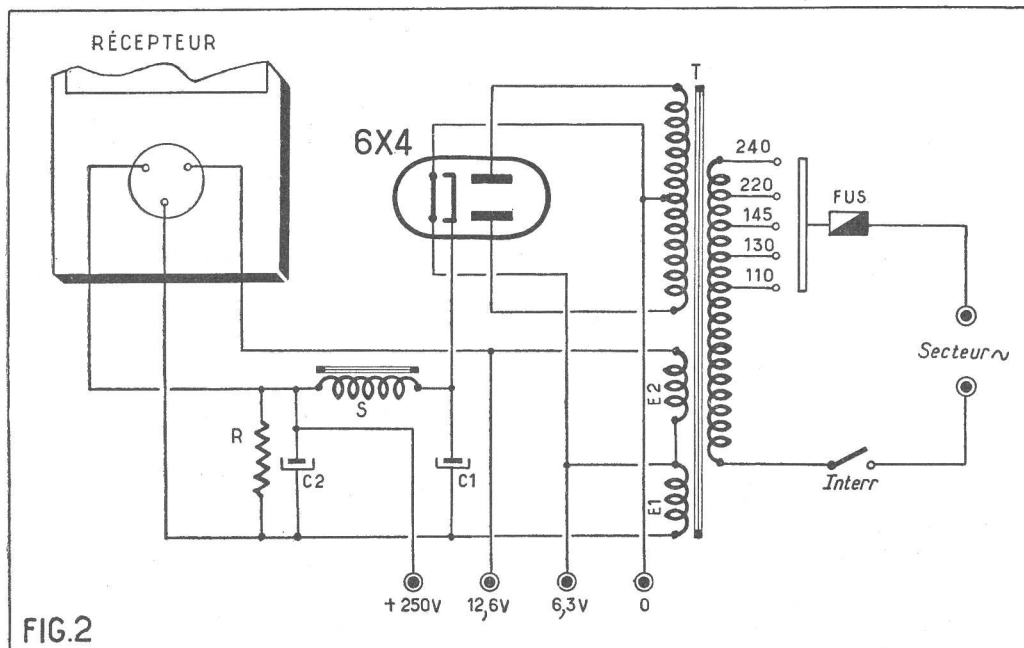 RÉCEPTEUR
6X4
T
240
220
145
130
110
FUS
Secteur~
Interr
E2
E1
S
R
C2
C1
+ 250V
12,6V
6,3V
0
FIG.2